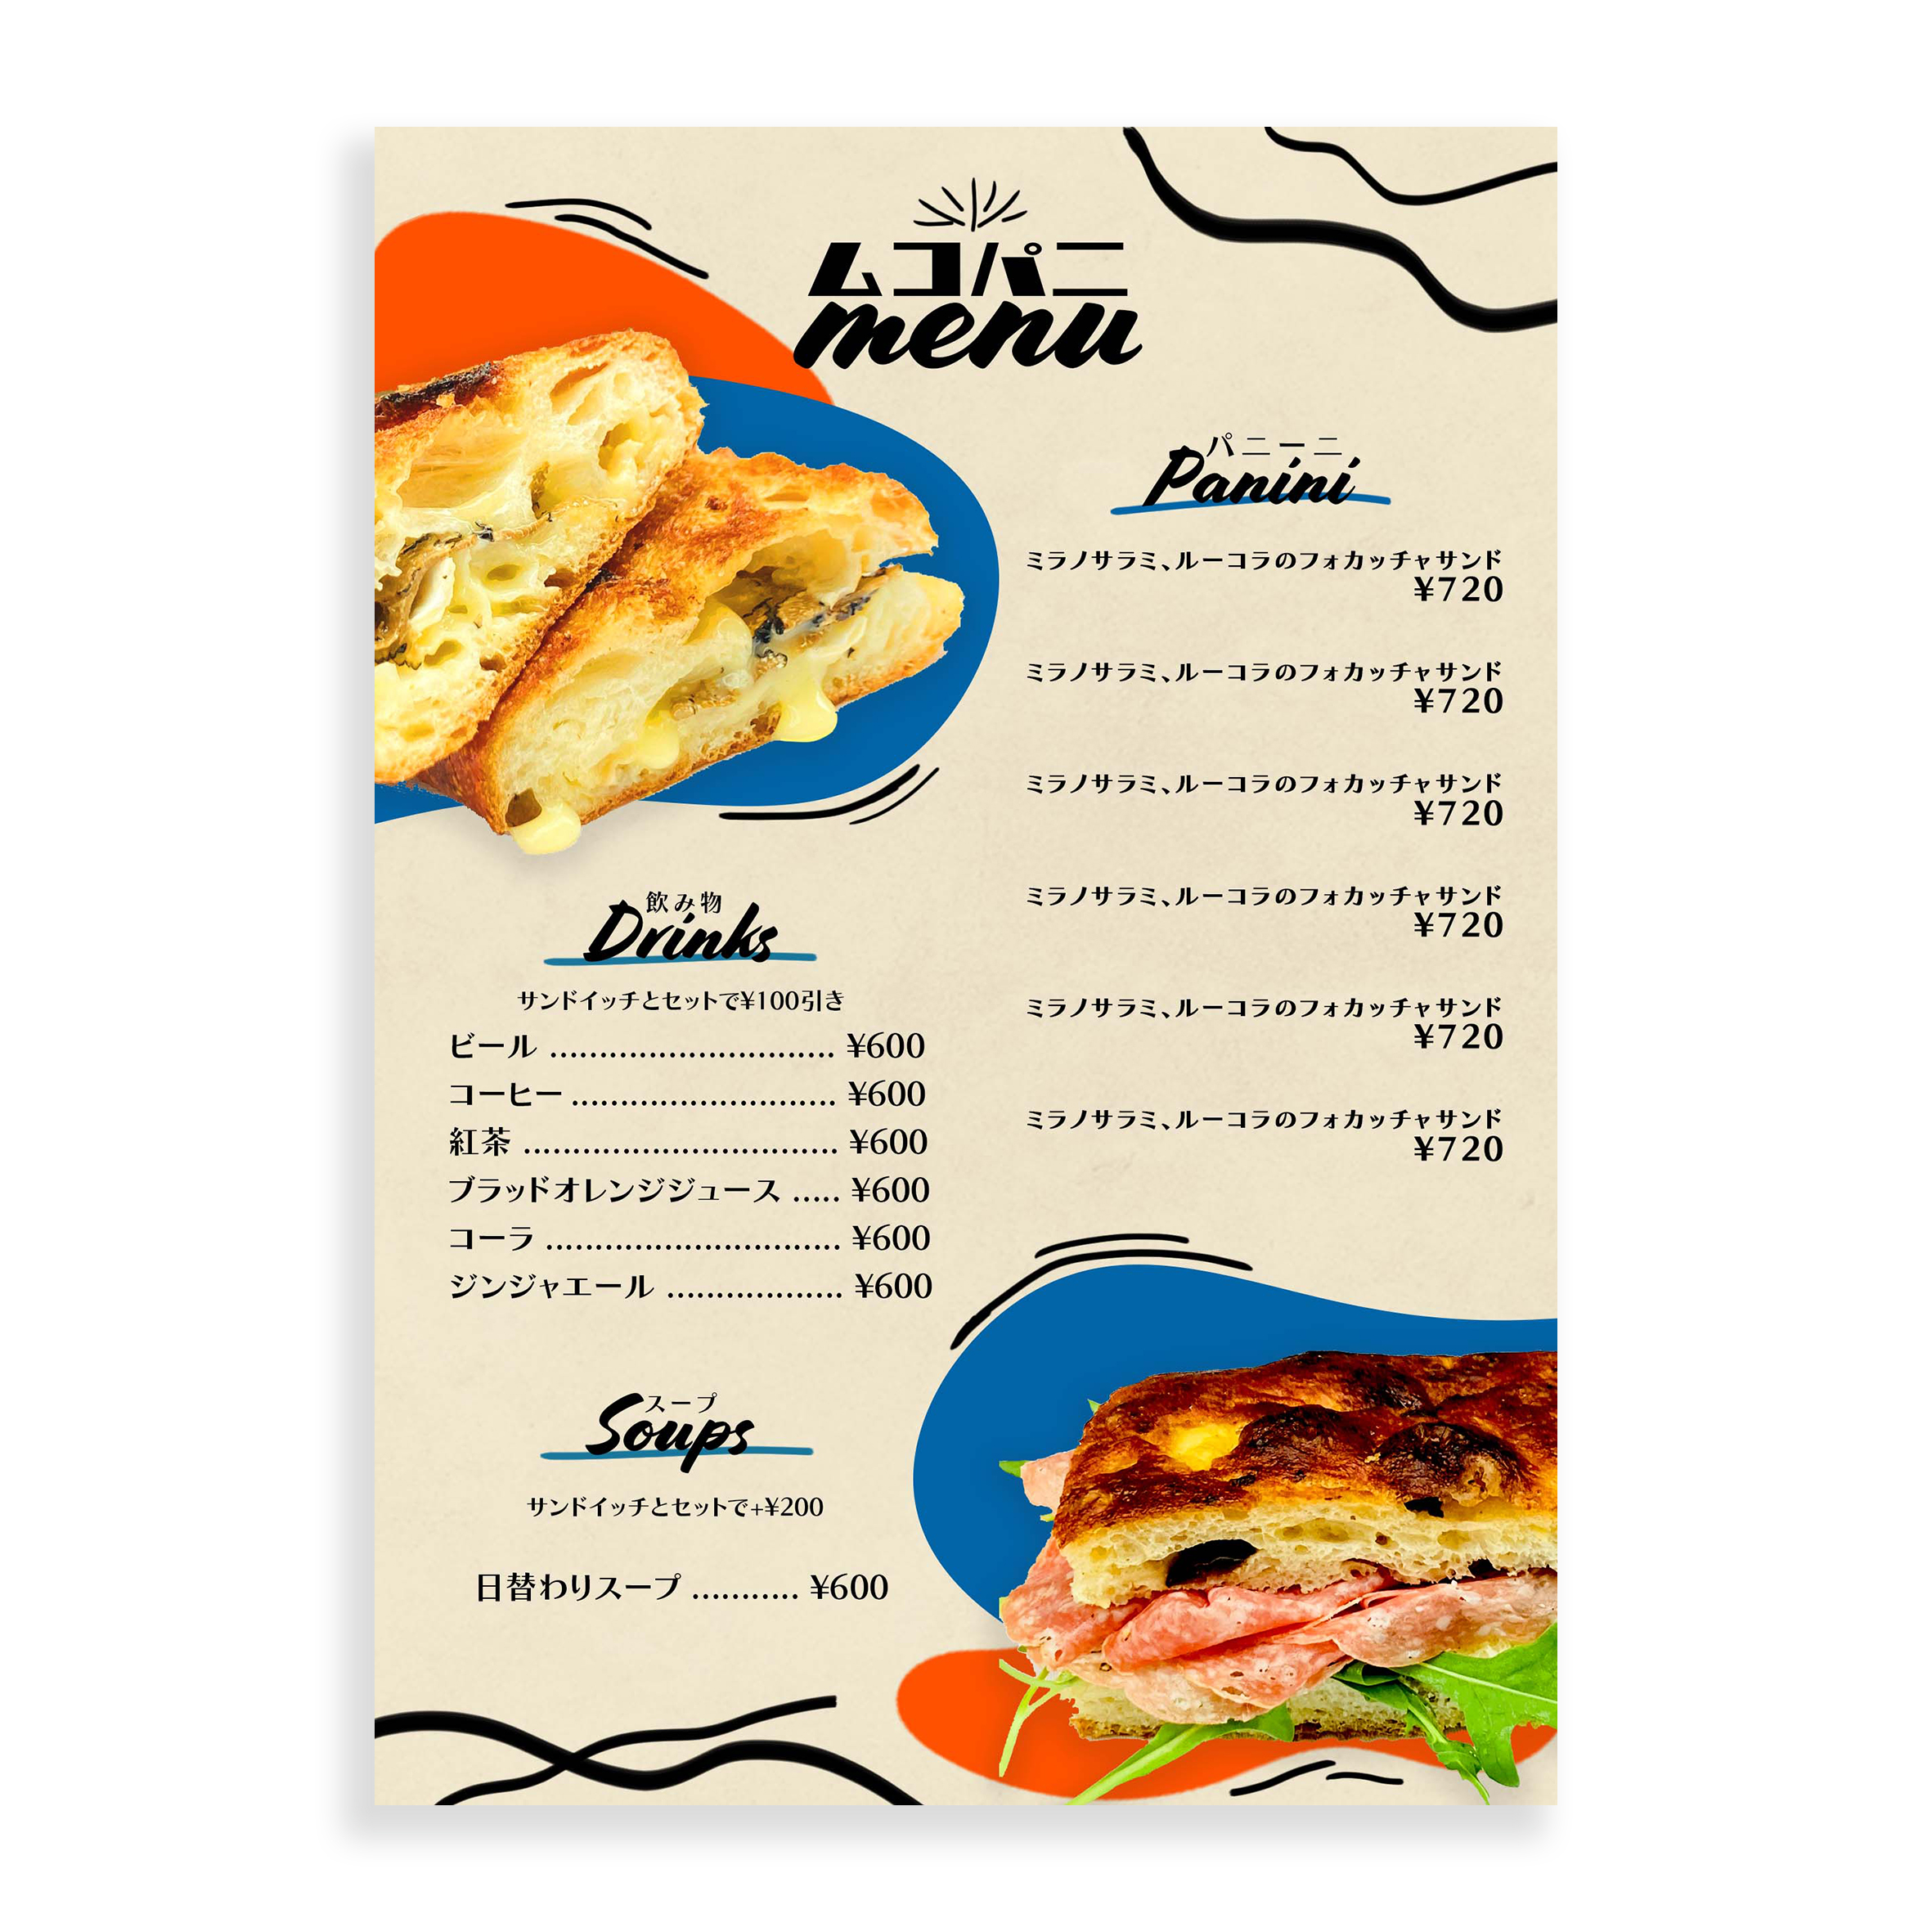 ムコパニ
menu
パニーニ
Panini
ミラノサラミ、ルーコラのフォカッチャサンド
¥720
ミラノサラミ、ルーコラのフォカッチャサンド
¥720
ミラノサラミ、ルーコラのフォカッチャサンド
¥720
ミラノサラミ、ルーコラのフォカッチャサンド
¥720
ミラノサラミ、ルーコラのフォカッチャサンド
¥720
ミラノサラミ、ルーコラのフォカッチャサンド
¥720
飲み物
Drinks
サンドイッチとセットで¥100引き
ビール ............................. ¥600
コーヒー ........................... ¥600
紅茶 ................................ ¥600
ブラッドオレンジジュース ..... ¥600
コーラ .............................. ¥600
ジンジャエール .................. ¥600
スープ
Soups
サンドイッチとセットで+¥200
日替わりスープ ........... ¥600